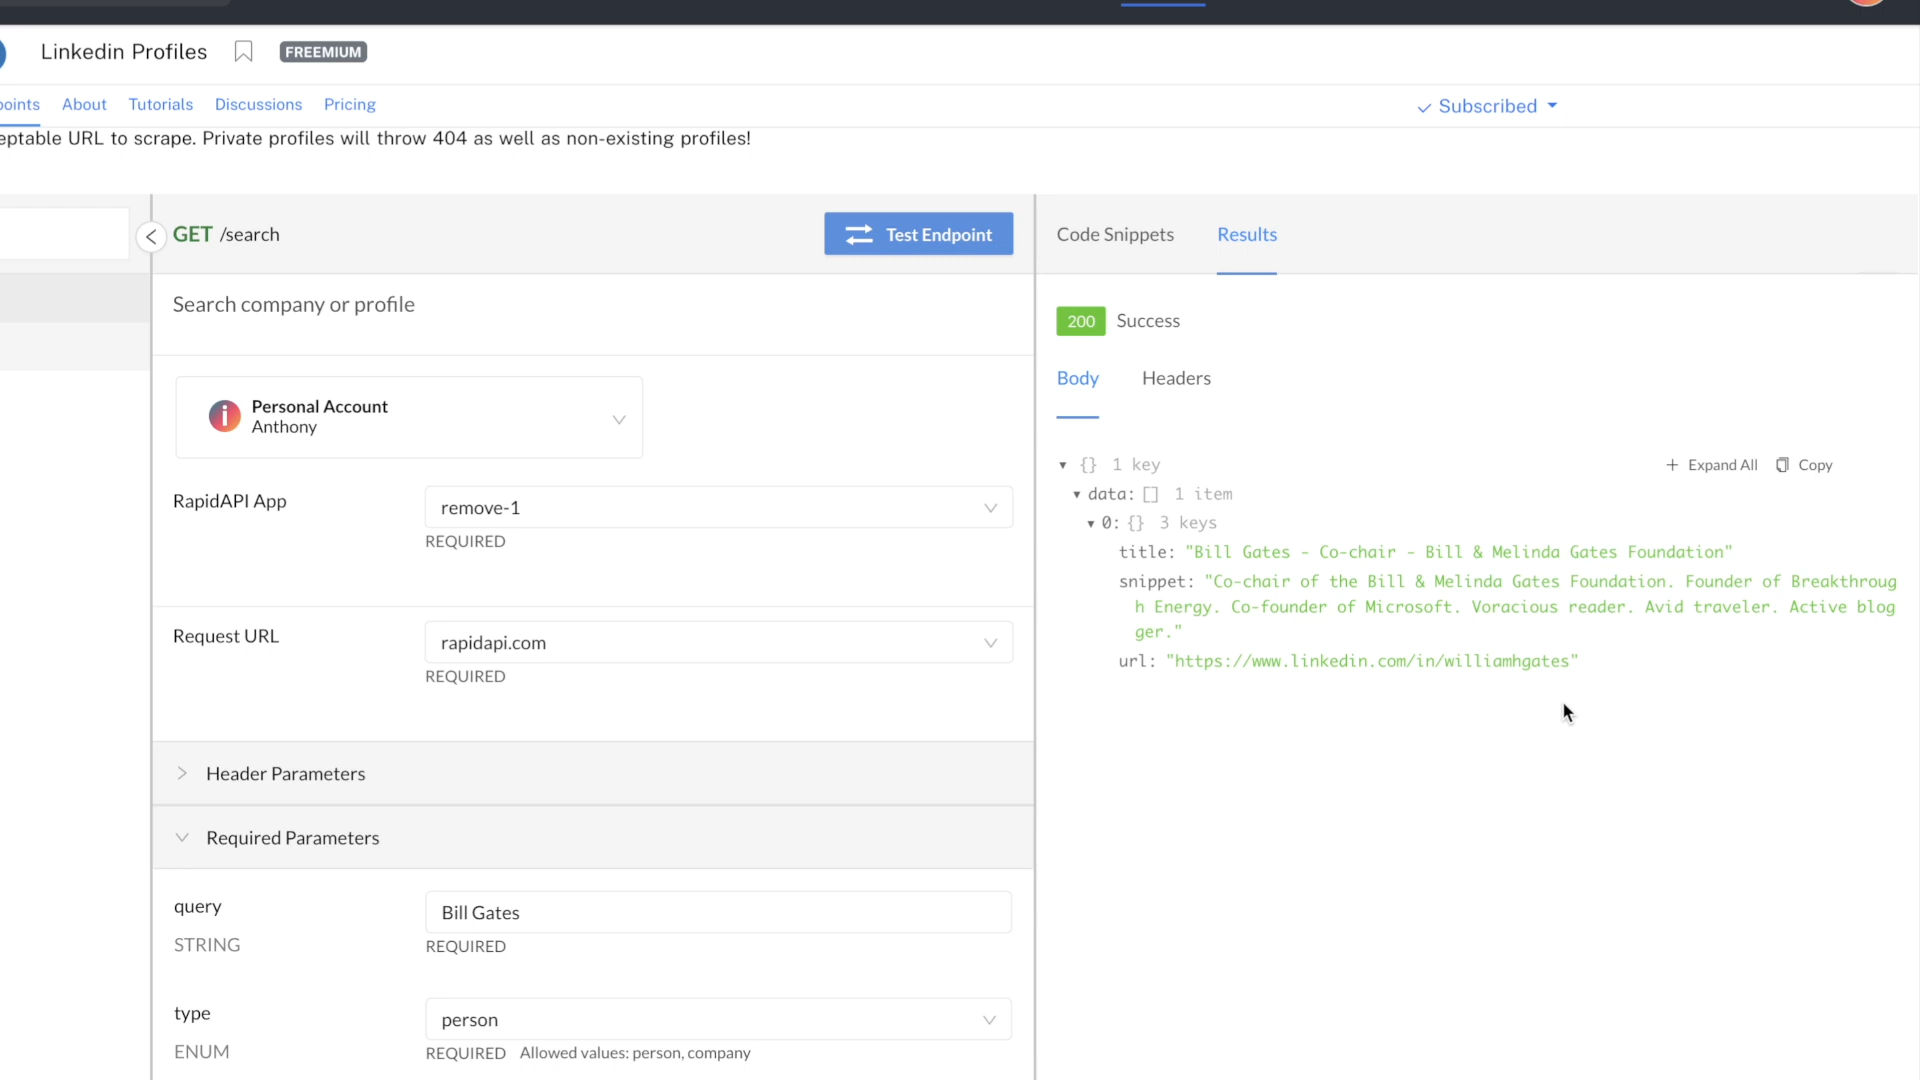 Linkedin Profiles FREEMIUM
points About Tutorials Discussions Pricing
Subscribed
eptable URL to scrape. Private profiles will throw 404 as well as non-existing profiles!
GET /search
Test Endpoint
Search company or profile
Personal Account
Anthony
RapidAPI App
remove-1
REQUIRED
Request URL
rapidapi.com
REQUIRED
Header Parameters
Required Parameters
query
STRING
Bill Gates
REQUIRED
type
ENUM
person
REQUIRED Allowed values: person, company
Code Snippets Results
200 Success
Body Headers
{} 1 key
Expand All Copy
data: [] 1 item
0: {} 3 keys
title: "Bill Gates - Co-chair - Bill & Melinda Gates Foundation"
snippet: "Co-chair of the Bill & Melinda Gates Foundation. Founder of Breakthroug
h Energy. Co-founder of Microsoft. Voracious reader. Avid traveler. Active blog
ger."
url: "https://www.linkedin.com/in/williamhgates"